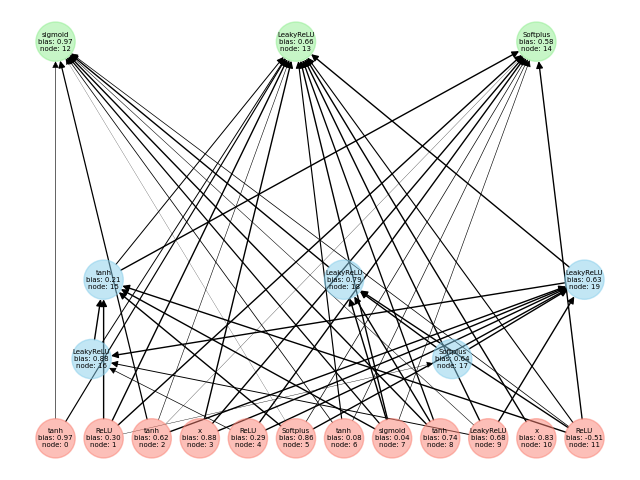 sigmoid
bias: 0.97
node: 12
LeakyReLU
bias: 0.66
node: 13
Softplus
bias: 0.58
node: 14
tanh
bias: 0.21
node: 15
LeakyReLU
bias: 0.79
node: 18
LeakyReLU
bias: 0.63
node: 19
LeakyReLU
bias: 0.88
node: 16
Softplus
bias: 0.64
node: 17
tanh
bias: 0.97
node: 0
ReLU
bias: 0.30
node: 1
tanh
bias: 0.62
node: 2
x
bias: 0.88
node: 3
ReLU
bias: 0.29
node: 4
Softplus
bias: 0.86
node: 5
tanh
bias: 0.08
node: 6
sigmoid
bias: 0.04
node: 7
tanh
bias: 0.74
node: 8
LeakyReLU
bias: 0.68
node: 9
x
bias: 0.83
node: 10
ReLU
bias: -0.51
node: 11